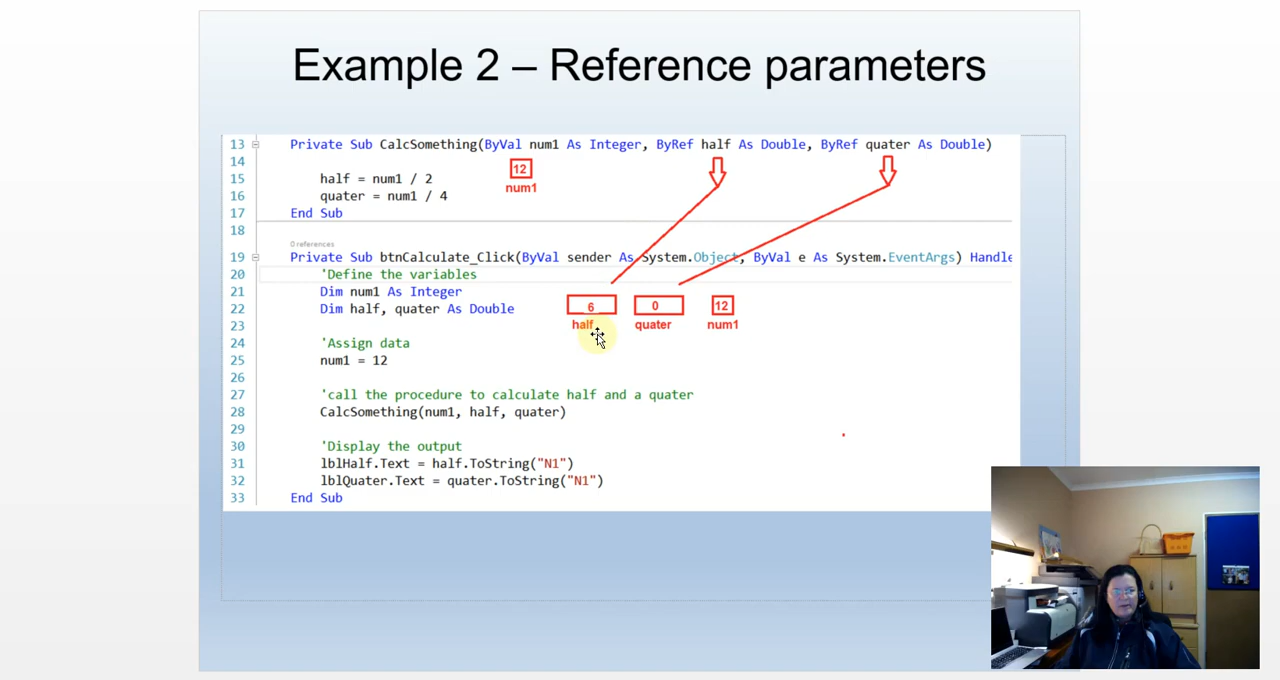 Example 2 – Reference parameters
13 Private Sub CalcSomething(ByVal num1 As Integer, ByRef half As Double, ByRef quater As Double)
14 12
num1
15 half = num1 / 2
16 quater = num1 / 4
17 End Sub
18
0 references
19 Private Sub btnCalculate_Click(ByVal sender As System.Object, ByVal e As System.EventArgs) Handle
20 'Define the variables
21 Dim num1 As Integer
22 Dim half, quater As Double
6 0 12
half quater num1
23
24 'Assign data
25 num1 = 12
26
27 'call the procedure to calculate half and a quater
28 CalcSomething(num1, half, quater)
29
30 'Display the output
31 lblHalf.Text = half.ToString("N1")
32 lblQuater.Text = quater.ToString("N1")
33 End Sub